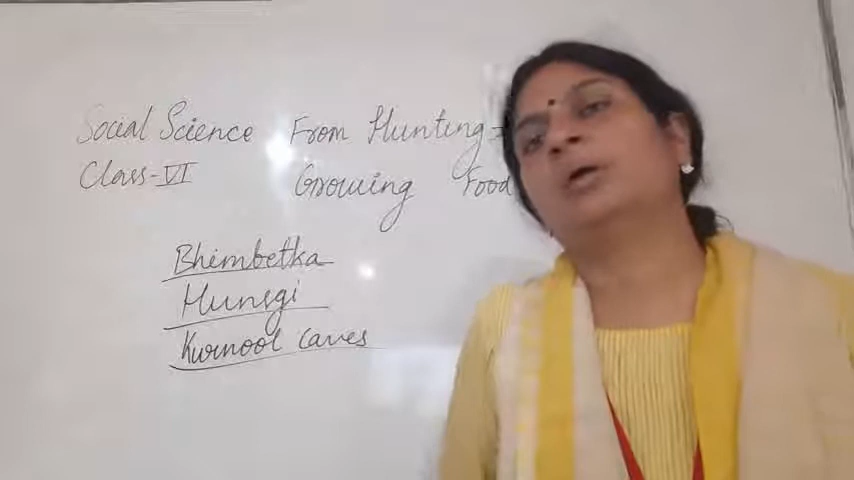 Social Science From Hunting-
Class-VI Growing Food
Bhimbetka
Hunsgi
Kurnool Caves